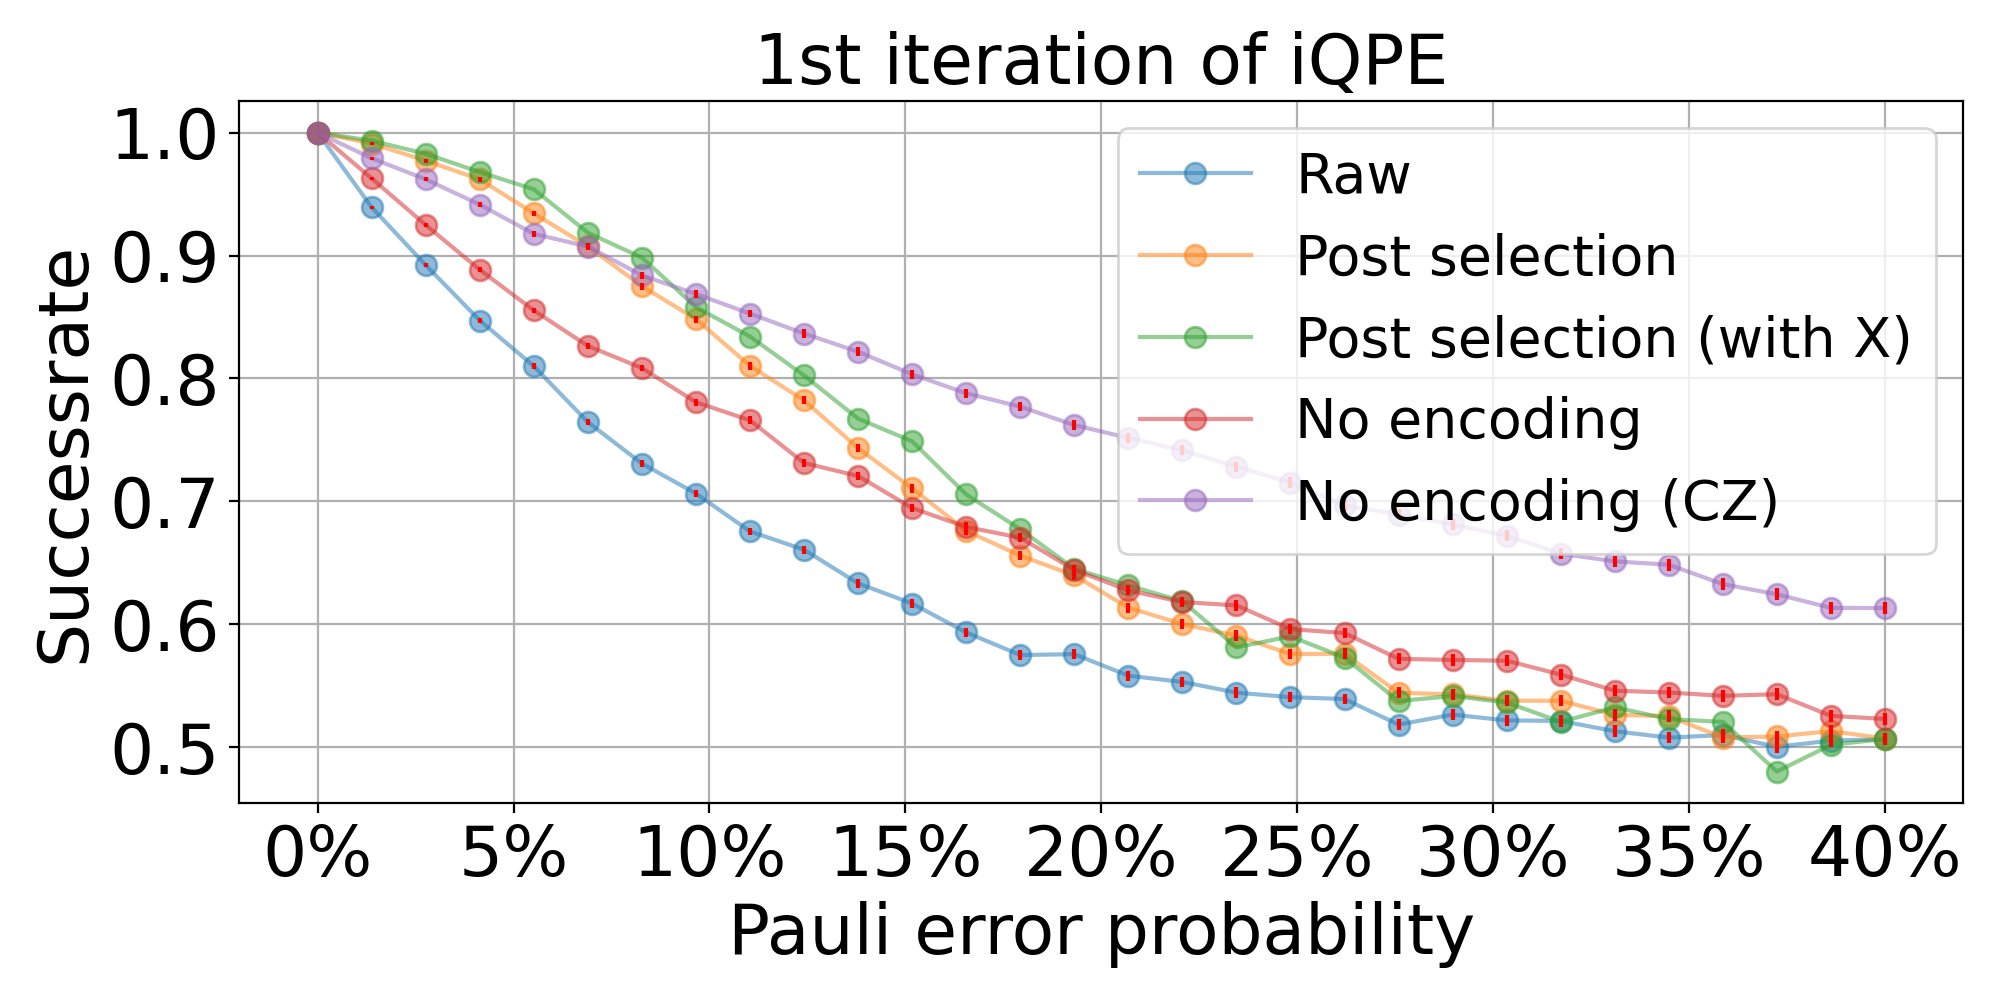 1st iteration of iQPE
Successrate
1.0
0.9
0.8
0.7
0.6
0.5
Raw
Post selection
Post selection (with X)
No encoding
No encoding (CZ)
0% 5% 10% 15% 20% 25% 30% 35% 40%
Pauli error probability